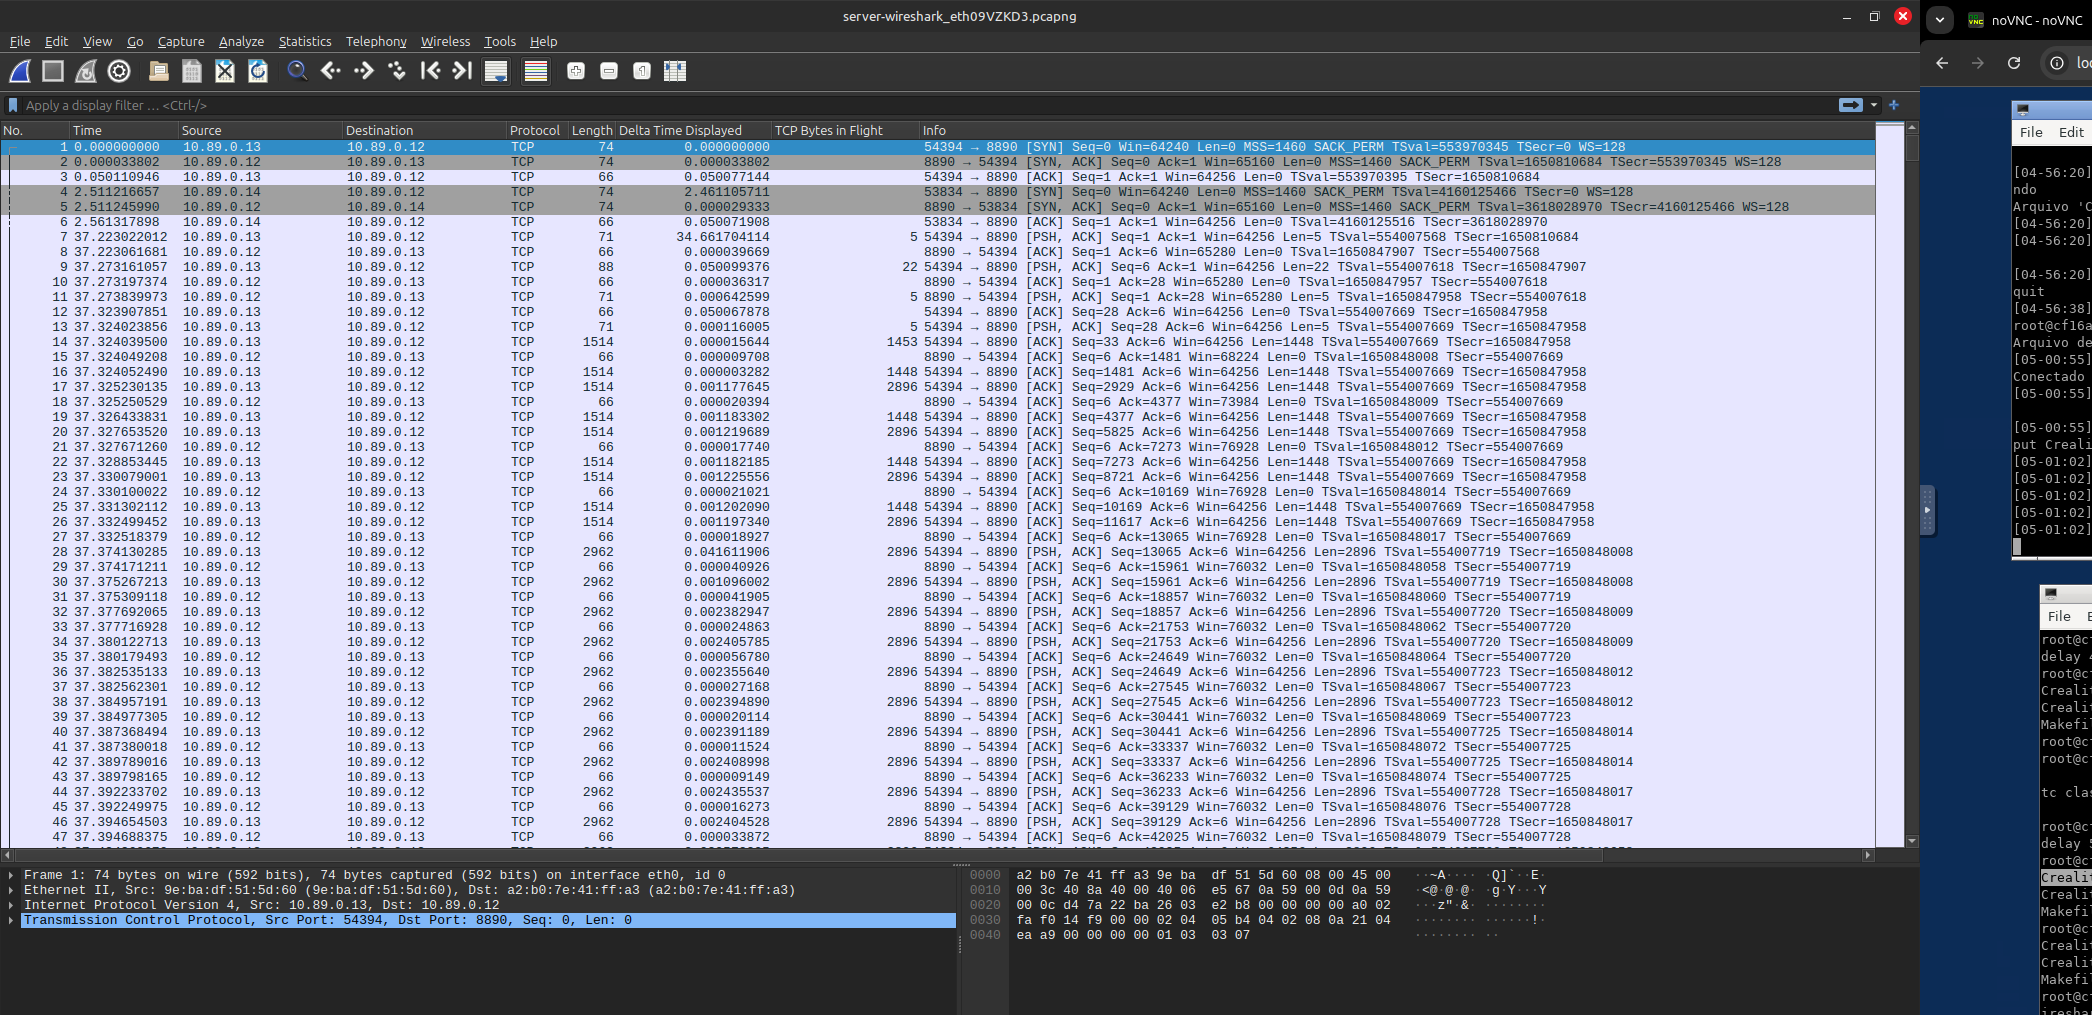 server-wireshark_eth09VZKD3.pcapng
File Edit View Go Capture Analyze Statistics Telephony Wireless Tools Help
Apply a display filter … <Ctrl-/>
No. Time Source Destination Protocol Length Delta Time Displayed TCP Bytes in Flight Info
1 0.000000000 10.89.0.13 10.89.0.12 TCP 74 0.000000000 54394 → 8890 [SYN] Seq=0 Win=64240 Len=0 MSS=1460 SACK_PERM TSval=553970345 TSecr=0 WS=128
2 0.000033802 10.89.0.12 10.89.0.13 TCP 74 0.000033802 8890 → 54394 [SYN, ACK] Seq=0 Ack=1 Win=65160 Len=0 MSS=1460 SACK_PERM TSval=1650810684 TSecr=553970345 WS=128
3 0.050110946 10.89.0.13 10.89.0.12 TCP 66 0.050077144 54394 → 8890 [ACK] Seq=1 Ack=1 Win=64256 Len=0 TSval=553970395 TSecr=1650810684
4 2.511216657 10.89.0.14 10.89.0.12 TCP 74 2.461105711 53834 → 8890 [SYN] Seq=0 Win=64240 Len=0 MSS=1460 SACK_PERM TSval=4160125466 TSecr=0 WS=128
5 2.511245990 10.89.0.12 10.89.0.14 TCP 74 0.000029333 8890 → 53834 [SYN, ACK] Seq=0 Ack=1 Win=65160 Len=0 MSS=1460 SACK_PERM TSval=3618028970 TSecr=4160125466 WS=128
6 2.561317898 10.89.0.14 10.89.0.12 TCP 66 0.050071908 53834 → 8890 [ACK] Seq=1 Ack=1 Win=64256 Len=0 TSval=4160125516 TSecr=3618028970
7 37.223022012 10.89.0.13 10.89.0.12 TCP 71 34.661704114 5 54394 → 8890 [PSH, ACK] Seq=1 Ack=1 Win=64256 Len=5 TSval=554007568 TSecr=1650810684
8 37.223061681 10.89.0.12 10.89.0.13 TCP 66 0.000039669 8890 → 54394 [ACK] Seq=1 Ack=6 Win=65280 Len=0 TSval=1650847907 TSecr=554007568
9 37.273161057 10.89.0.13 10.89.0.12 TCP 88 0.050099376 22 54394 → 8890 [PSH, ACK] Seq=6 Ack=1 Win=64256 Len=22 TSval=554007618 TSecr=1650847907
10 37.273197374 10.89.0.12 10.89.0.13 TCP 66 0.000036317 8890 → 54394 [ACK] Seq=1 Ack=28 Win=65280 Len=0 TSval=1650847957 TSecr=554007618
11 37.273839973 10.89.0.12 10.89.0.13 TCP 71 0.000642599 5 8890 → 54394 [PSH, ACK] Seq=1 Ack=28 Win=65280 Len=5 TSval=1650847958 TSecr=554007618
12 37.323907851 10.89.0.13 10.89.0.12 TCP 66 0.050067878 54394 → 8890 [ACK] Seq=28 Ack=6 Win=64256 Len=0 TSval=554007669 TSecr=1650847958
13 37.324023856 10.89.0.13 10.89.0.12 TCP 71 0.000116005 5 54394 → 8890 [PSH, ACK] Seq=28 Ack=6 Win=64256 Len=5 TSval=554007669 TSecr=1650847958
14 37.324039500 10.89.0.13 10.89.0.12 TCP 1514 0.000015644 1453 54394 → 8890 [ACK] Seq=33 Ack=6 Win=64256 Len=1448 TSval=554007669 TSecr=1650847958
15 37.324049208 10.89.0.12 10.89.0.13 TCP 66 0.000009708 8890 → 54394 [ACK] Seq=6 Ack=1481 Win=68224 Len=0 TSval=1650848008 TSecr=554007669
16 37.324052490 10.89.0.13 10.89.0.12 TCP 1514 0.000003282 1448 54394 → 8890 [ACK] Seq=1481 Ack=6 Win=64256 Len=1448 TSval=554007669 TSecr=1650847958
17 37.325230135 10.89.0.13 10.89.0.12 TCP 1514 0.001177645 2896 54394 → 8890 [ACK] Seq=2929 Ack=6 Win=64256 Len=1448 TSval=554007669 TSecr=1650847958
18 37.325250529 10.89.0.12 10.89.0.13 TCP 66 0.000020394 8890 → 54394 [ACK] Seq=6 Ack=4377 Win=73984 Len=0 TSval=1650848009 TSecr=554007669
19 37.326433831 10.89.0.13 10.89.0.12 TCP 1514 0.001183302 1448 54394 → 8890 [ACK] Seq=4377 Ack=6 Win=64256 Len=1448 TSval=554007669 TSecr=1650847958
20 37.327653520 10.89.0.13 10.89.0.12 TCP 1514 0.001219689 2896 54394 → 8890 [ACK] Seq=5825 Ack=6 Win=64256 Len=1448 TSval=554007669 TSecr=1650847958
21 37.327671260 10.89.0.12 10.89.0.13 TCP 66 0.000017740 8890 → 54394 [ACK] Seq=6 Ack=7273 Win=76928 Len=0 TSval=1650848012 TSecr=554007669
22 37.328853445 10.89.0.13 10.89.0.12 TCP 1514 0.001182185 1448 54394 → 8890 [ACK] Seq=7273 Ack=6 Win=64256 Len=1448 TSval=554007669 TSecr=1650847958
23 37.330079001 10.89.0.13 10.89.0.12 TCP 1514 0.001225556 2896 54394 → 8890 [ACK] Seq=8721 Ack=6 Win=64256 Len=1448 TSval=554007669 TSecr=1650847958
24 37.330100022 10.89.0.12 10.89.0.13 TCP 66 0.000021021 8890 → 54394 [ACK] Seq=6 Ack=10169 Win=76928 Len=0 TSval=1650848014 TSecr=554007669
25 37.331302112 10.89.0.13 10.89.0.12 TCP 1514 0.001202090 1448 54394 → 8890 [ACK] Seq=10169 Ack=6 Win=64256 Len=1448 TSval=554007669 TSecr=1650847958
26 37.332499452 10.89.0.13 10.89.0.12 TCP 1514 0.001197340 2896 54394 → 8890 [ACK] Seq=11617 Ack=6 Win=64256 Len=1448 TSval=554007669 TSecr=1650847958
27 37.332518379 10.89.0.12 10.89.0.13 TCP 66 0.000018927 8890 → 54394 [ACK] Seq=6 Ack=13065 Win=76928 Len=0 TSval=1650848017 TSecr=554007669
28 37.374130285 10.89.0.13 10.89.0.12 TCP 2962 0.041611906 2896 54394 → 8890 [PSH, ACK] Seq=13065 Ack=6 Win=64256 Len=2896 TSval=554007719 TSecr=1650848008
29 37.374171211 10.89.0.12 10.89.0.13 TCP 66 0.000040926 8890 → 54394 [ACK] Seq=6 Ack=15961 Win=76032 Len=0 TSval=1650848058 TSecr=554007719
30 37.375267213 10.89.0.13 10.89.0.12 TCP 2962 0.001096002 2896 54394 → 8890 [PSH, ACK] Seq=15961 Ack=6 Win=64256 Len=2896 TSval=554007719 TSecr=1650848008
31 37.375309118 10.89.0.12 10.89.0.13 TCP 66 0.000041905 8890 → 54394 [ACK] Seq=6 Ack=18857 Win=76032 Len=0 TSval=1650848060 TSecr=554007719
32 37.377692065 10.89.0.13 10.89.0.12 TCP 2962 0.002382947 2896 54394 → 8890 [PSH, ACK] Seq=18857 Ack=6 Win=64256 Len=2896 TSval=554007720 TSecr=1650848009
33 37.377716928 10.89.0.12 10.89.0.13 TCP 66 0.000024863 8890 → 54394 [ACK] Seq=6 Ack=21753 Win=76032 Len=0 TSval=1650848062 TSecr=554007720
34 37.380122713 10.89.0.13 10.89.0.12 TCP 2962 0.002405785 2896 54394 → 8890 [PSH, ACK] Seq=21753 Ack=6 Win=64256 Len=2896 TSval=554007720 TSecr=1650848009
35 37.380179493 10.89.0.12 10.89.0.13 TCP 66 0.000056780 8890 → 54394 [ACK] Seq=6 Ack=24649 Win=76032 Len=0 TSval=1650848064 TSecr=554007720
36 37.382535133 10.89.0.13 10.89.0.12 TCP 2962 0.002355640 2896 54394 → 8890 [PSH, ACK] Seq=24649 Ack=6 Win=64256 Len=2896 TSval=554007723 TSecr=1650848012
37 37.382562301 10.89.0.12 10.89.0.13 TCP 66 0.000027168 8890 → 54394 [ACK] Seq=6 Ack=27545 Win=76032 Len=0 TSval=1650848067 TSecr=554007723
38 37.384957191 10.89.0.13 10.89.0.12 TCP 2962 0.002394890 2896 54394 → 8890 [PSH, ACK] Seq=27545 Ack=6 Win=64256 Len=2896 TSval=554007723 TSecr=1650848012
39 37.384977305 10.89.0.12 10.89.0.13 TCP 66 0.000020114 8890 → 54394 [ACK] Seq=6 Ack=30441 Win=76032 Len=0 TSval=1650848069 TSecr=554007723
40 37.387368494 10.89.0.13 10.89.0.12 TCP 2962 0.002391189 2896 54394 → 8890 [PSH, ACK] Seq=30441 Ack=6 Win=64256 Len=2896 TSval=554007725 TSecr=1650848014
41 37.387380018 10.89.0.12 10.89.0.13 TCP 66 0.000011524 8890 → 54394 [ACK] Seq=6 Ack=33337 Win=76032 Len=0 TSval=1650848072 TSecr=554007725
42 37.389789016 10.89.0.13 10.89.0.12 TCP 2962 0.002408998 2896 54394 → 8890 [PSH, ACK] Seq=33337 Ack=6 Win=64256 Len=2896 TSval=554007725 TSecr=1650848014
43 37.389798165 10.89.0.12 10.89.0.13 TCP 66 0.000009149 8890 → 54394 [ACK] Seq=6 Ack=36233 Win=76032 Len=0 TSval=1650848074 TSecr=554007725
44 37.392233702 10.89.0.13 10.89.0.12 TCP 2962 0.002435537 2896 54394 → 8890 [PSH, ACK] Seq=36233 Ack=6 Win=64256 Len=2896 TSval=554007728 TSecr=1650848017
45 37.392249975 10.89.0.12 10.89.0.13 TCP 66 0.000016273 8890 → 54394 [ACK] Seq=6 Ack=39129 Win=76032 Len=0 TSval=1650848076 TSecr=554007728
46 37.394654503 10.89.0.13 10.89.0.12 TCP 2962 0.002404528 2896 54394 → 8890 [PSH, ACK] Seq=39129 Ack=6 Win=64256 Len=2896 TSval=554007728 TSecr=1650848017
47 37.394688375 10.89.0.12 10.89.0.13 TCP 66 0.000033872 8890 → 54394 [ACK] Seq=6 Ack=42025 Win=76032 Len=0 TSval=1650848079 TSecr=554007728
Frame 1: 74 bytes on wire (592 bits), 74 bytes captured (592 bits) on interface eth0, id 0
Ethernet II, Src: 9e:ba:df:51:5d:60 (9e:ba:df:51:5d:60), Dst: a2:b0:7e:41:ff:a3 (a2:b0:7e:41:ff:a3)
Internet Protocol Version 4, Src: 10.89.0.13, Dst: 10.89.0.12
Transmission Control Protocol, Src Port: 54394, Dst Port: 8890, Seq: 0, Len: 0
0000 a2 b0 7e 41 ff a3 9e ba df 51 5d 60 08 00 45 00 ··~A···· ·Q]`··E·
0010 00 3c 40 8a 40 00 40 06 e5 67 0a 59 00 0d 0a 59 ·<@·@·@· ·g·Y···Y
0020 00 0c d4 7a 22 ba 26 03 e2 b8 00 00 00 00 a0 02 ···z"·&· ········
0030 fa f0 14 f9 00 00 02 04 05 b4 04 02 08 0a 21 04 ········ ······!·
0040 ea a9 00 00 00 00 01 03 03 07 ········ ··
noVNC - noVNC
loc
File Edit
[04-56:20]
ndo
Arquivo 'C
[04-56:20]
[04-56:20]
[04-56:20]
quit
[04-56:38]
root@cf16a
Arquivo de
[05-00:55]
Conectado
[05-00:55]
[05-00:55]
put Creali
[05-01:02]
[05-01:02]
[05-01:02]
[05-01:02]
[05-01:02]
File E
root@c
delay
root@c
Crealit
Crealit
Makefil
root@c
root@c
tc clas
root@c
delay
root@c
Crealit
Crealit
Makefil
root@c
Crealit
Crealit
Makefil
root@c
iresha